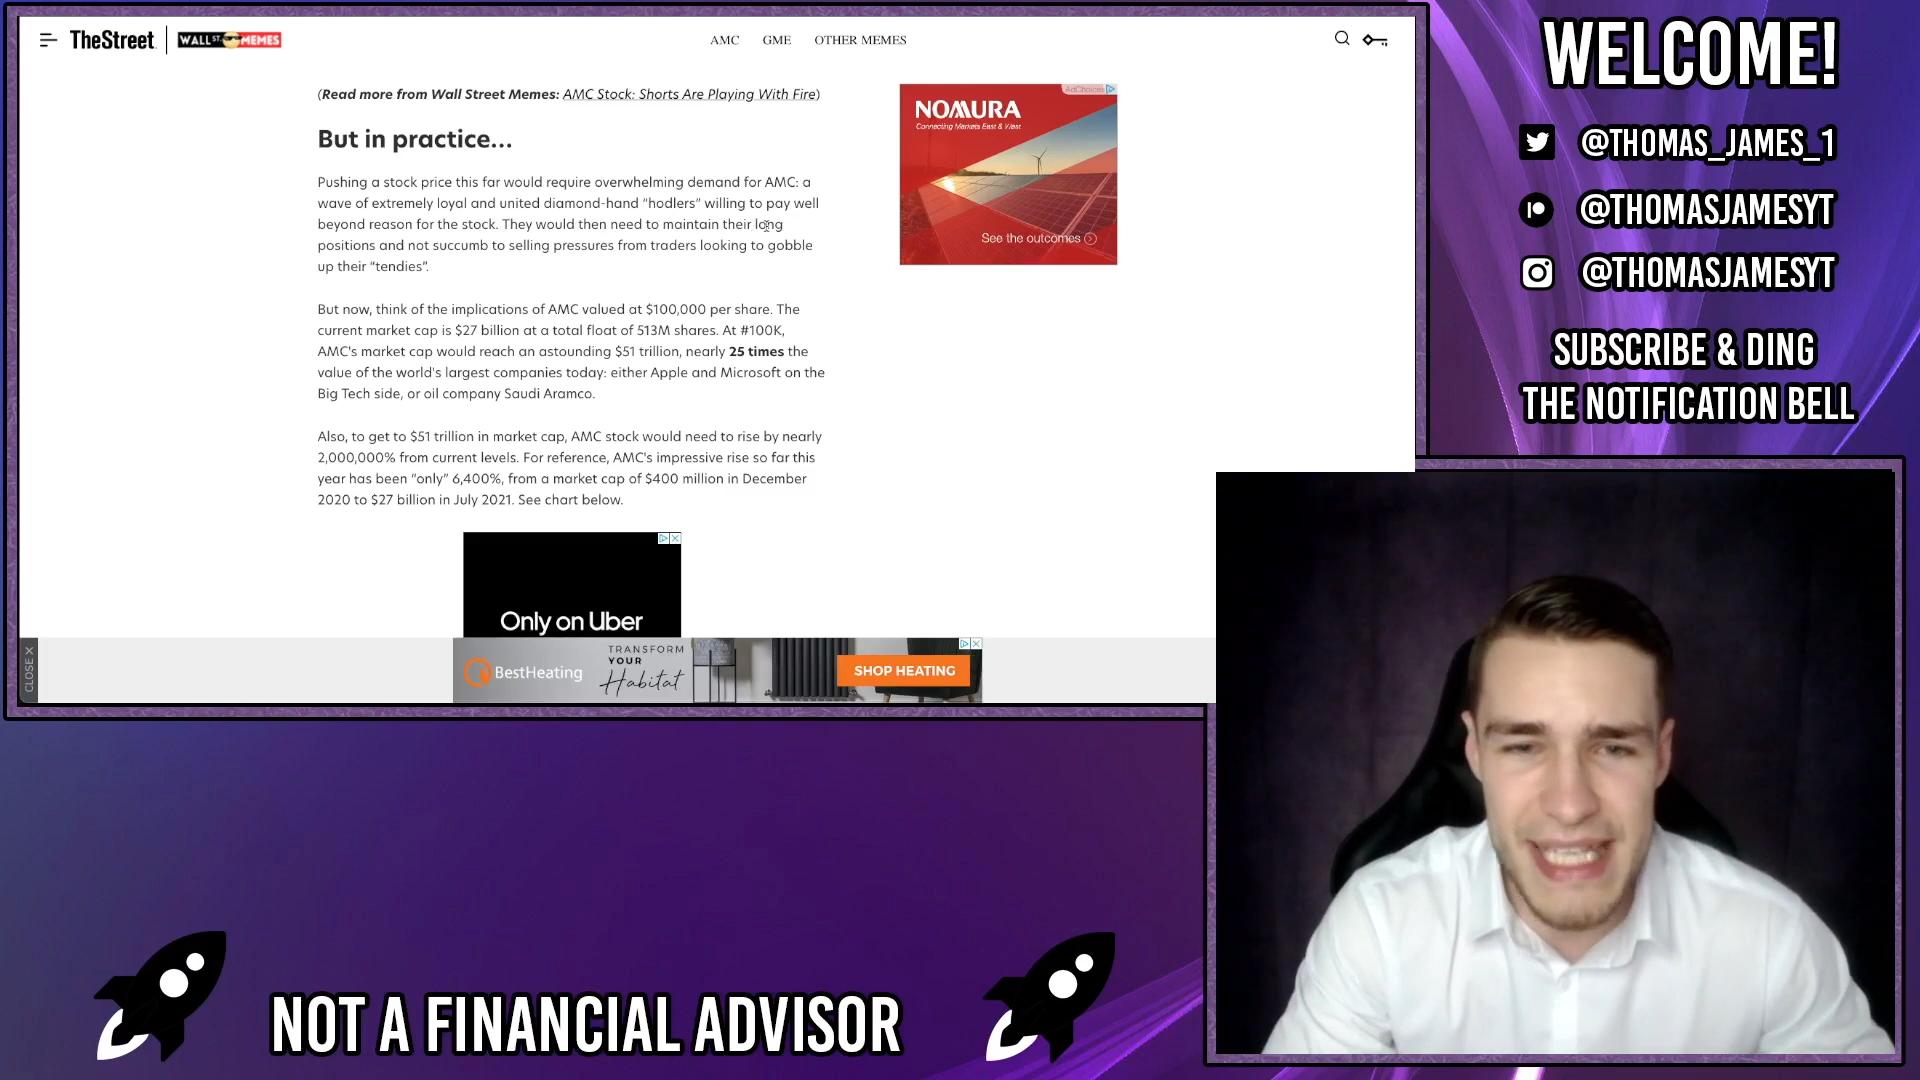 TheStreet
WALL ST. MEMES
AMC GME OTHER MEMES
(Read more from Wall Street Memes: AMC Stock: Shorts Are Playing With Fire)
But in practice…
Pushing a stock price this far would require overwhelming demand for AMC: a
wave of extremely loyal and united diamond-hand “hodlers” willing to pay well
beyond reason for the stock. They would then need to maintain their long
positions and not succumb to selling pressures from traders looking to gobble
up their “tendies”.
But now, think of the implications of AMC valued at $100,000 per share. The
current market cap is $27 billion at a total float of 513M shares. At #100K,
AMC's market cap would reach an astounding $51 trillion, nearly 25 times the
value of the world's largest companies today: either Apple and Microsoft on the
Big Tech side, or oil company Saudi Aramco.
Also, to get to $51 trillion in market cap, AMC stock would need to rise by nearly
2,000,000% from current levels. For reference, AMC's impressive rise so far this
year has been “only” 6,400%, from a market cap of $400 million in December
2020 to $27 billion in July 2021. See chart below.
AdChoices
NOMURA
Connecting Markets East & West
See the outcomes
Only on Uber
CLOSE X
BestHeating
TRANSFORM
YOUR
Habitat
SHOP HEATING
WELCOME!
@THOMAS_JAMES_1
@THOMASJAMESYT
@THOMASJAMESYT
SUBSCRIBE & DING
THE NOTIFICATION BELL
NOT A FINANCIAL ADVISOR